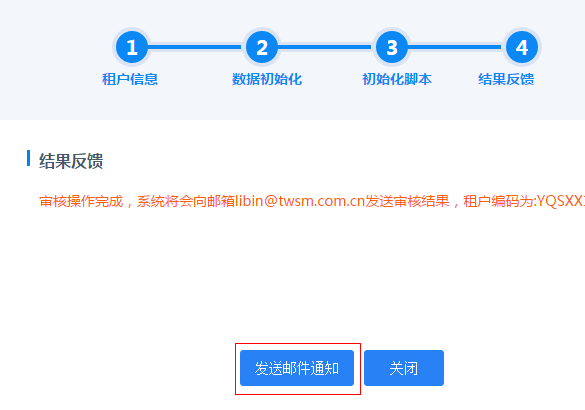 1 2 3 4
租户信息 数据初始化 初始化脚本 结果反馈
结果反馈
审核操作完成，系统将会向邮箱libin@twsm.com.cn发送审核结果，租户编码为:YQSXX
发送邮件通知 关闭